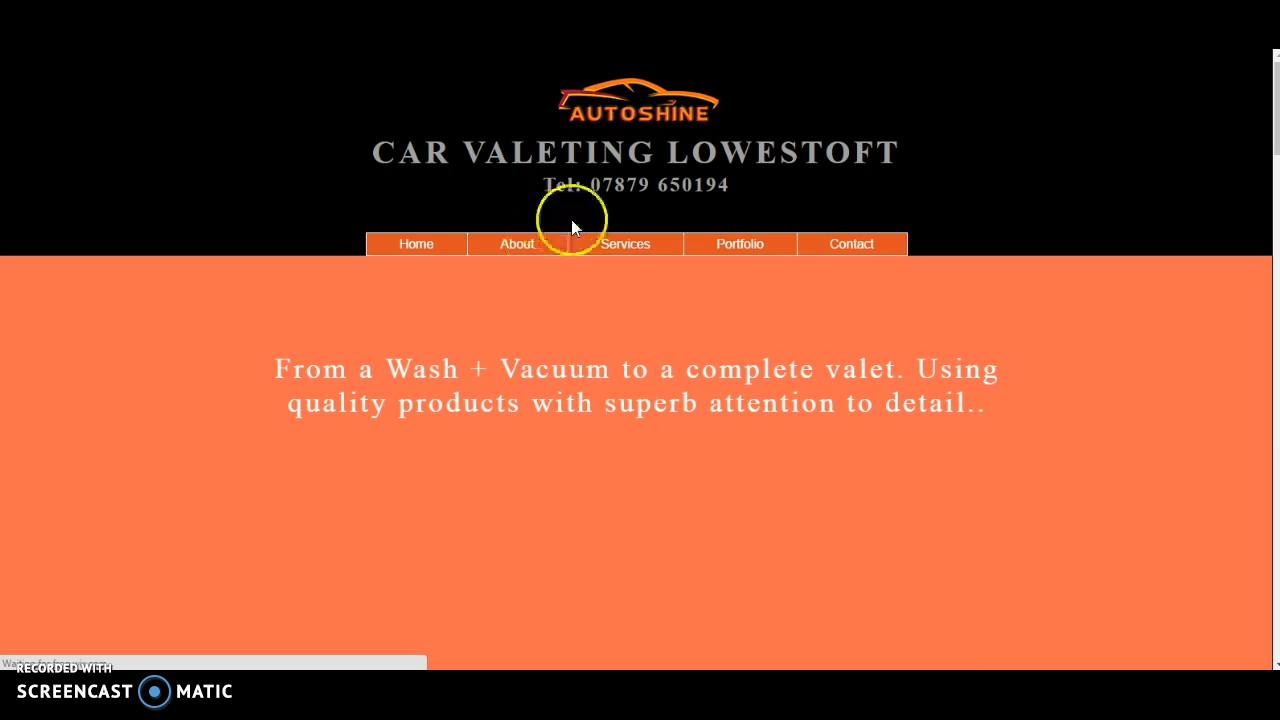 AUTOSHINE
CAR VALETING LOWESTOFT
Tel: 07879 650194
Home
About
Services
Portfolio
Contact
From a Wash + Vacuum to a complete valet. Using
quality products with superb attention to detail..
RECORDED WITH
SCREENCAST MATIC